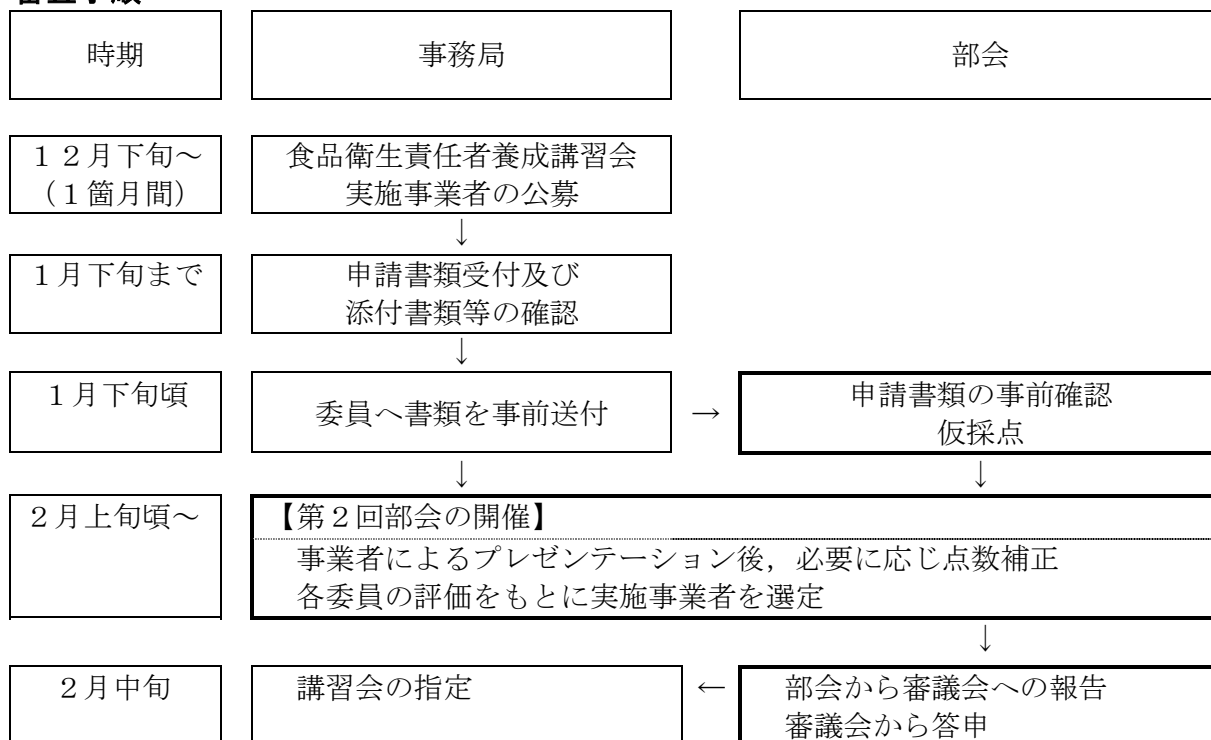 時期
事務局
部会
１２月下旬～
（１箇月間）
食品衛生責任者養成講習会
実施事業者の公募
↓
１月下旬まで
申請書類受付及び
添付書類等の確認
↓
１月下旬頃
委員へ書類を事前送付
→
申請書類の事前確認
仮採点
↓
↓
２月上旬頃～
【第２回部会の開催】
事業者によるプレゼンテーション後，必要に応じ点数補正
各委員の評価をもとに実施事業者を選定
↓
２月中旬
講習会の指定
←
部会から審議会への報告
審議会から答申